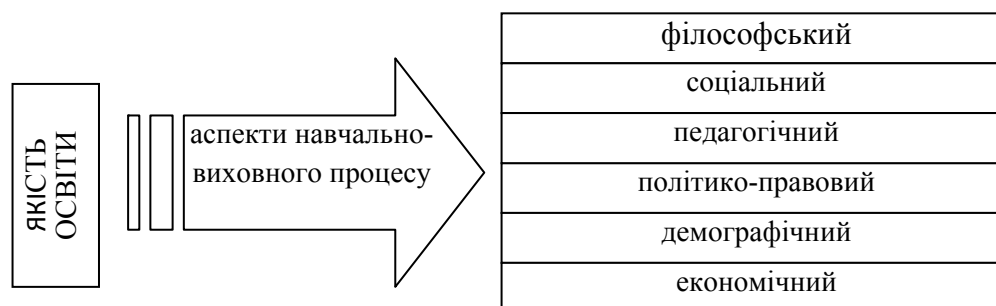 ЯКІСТЬ
ОСВІТИ
аспекти навчально-
виховного процесу
філософський
соціальний
педагогічний
політико-правовий
демографічний
економічний